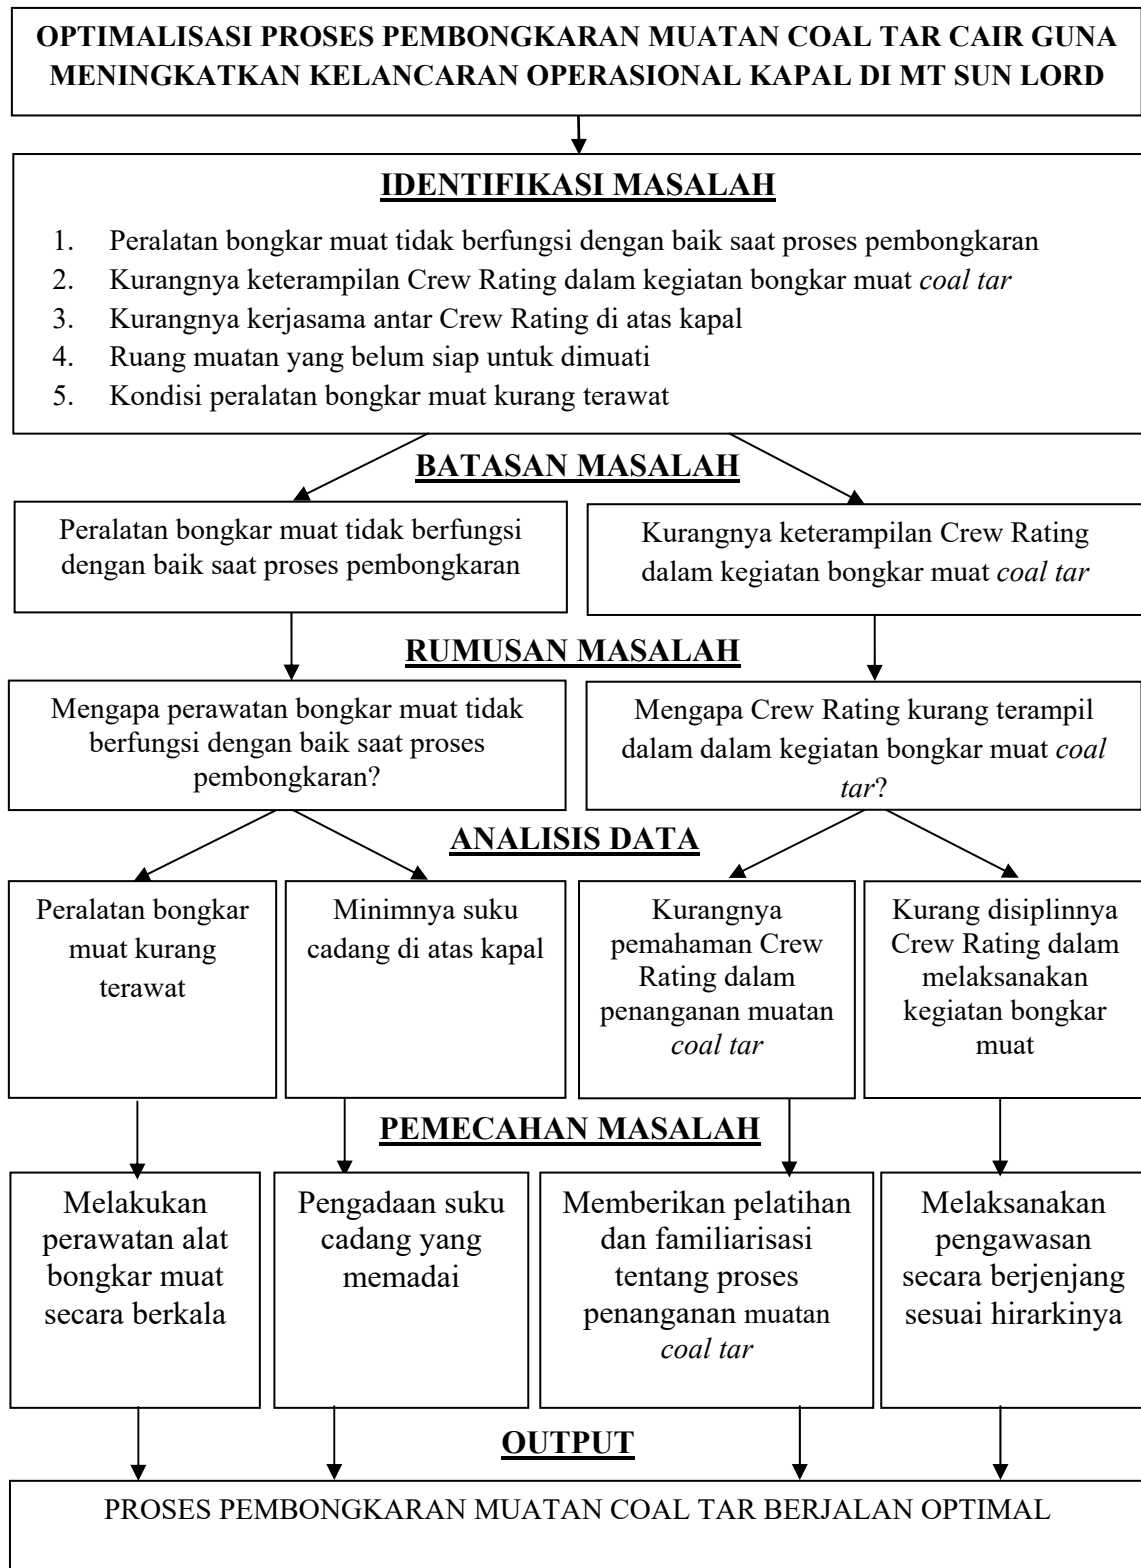 OPTIMALISASI PROSES PEMBONGKARAN MUATAN COAL TAR CAIR GUNA
MENINGKATKAN KELANCARAN OPERASIONAL KAPAL DI MT SUN LORD
IDENTIFIKASI MASALAH
1. Peralatan bongkar muat tidak berfungsi dengan baik saat proses pembongkaran
2. Kurangnya keterampilan Crew Rating dalam kegiatan bongkar muat coal tar
3. Kurangnya kerjasama antar Crew Rating di atas kapal
4. Ruang muatan yang belum siap untuk dimuati
5. Kondisi peralatan bongkar muat kurang terawat
BATASAN MASALAH
Peralatan bongkar muat tidak berfungsi
dengan baik saat proses pembongkaran
Kurangnya keterampilan Crew Rating
dalam kegiatan bongkar muat coal tar
RUMUSAN MASALAH
Mengapa perawatan bongkar muat tidak
berfungsi dengan baik saat proses
pembongkaran?
Mengapa Crew Rating kurang terampil
dalam dalam kegiatan bongkar muat coal
tar?
ANALISIS DATA
Peralatan bongkar
muat kurang
terawat
Minimnya suku
cadang di atas kapal
Kurangnya
pemahaman Crew
Rating dalam
penanganan muatan
coal tar
Kurang disiplinnya
Crew Rating dalam
melaksanakan
kegiatan bongkar
muat
PEMECAHAN MASALAH
Melakukan
perawatan alat
bongkar muat
secara berkala
Pengadaan suku
cadang yang
memadai
Memberikan pelatihan
dan familiarisasi
tentang proses
penanganan muatan
coal tar
Melaksanakan
pengawasan
secara berjenjang
sesuai hirarkinya
OUTPUT
PROSES PEMBONGKARAN MUATAN COAL TAR BERJALAN OPTIMAL